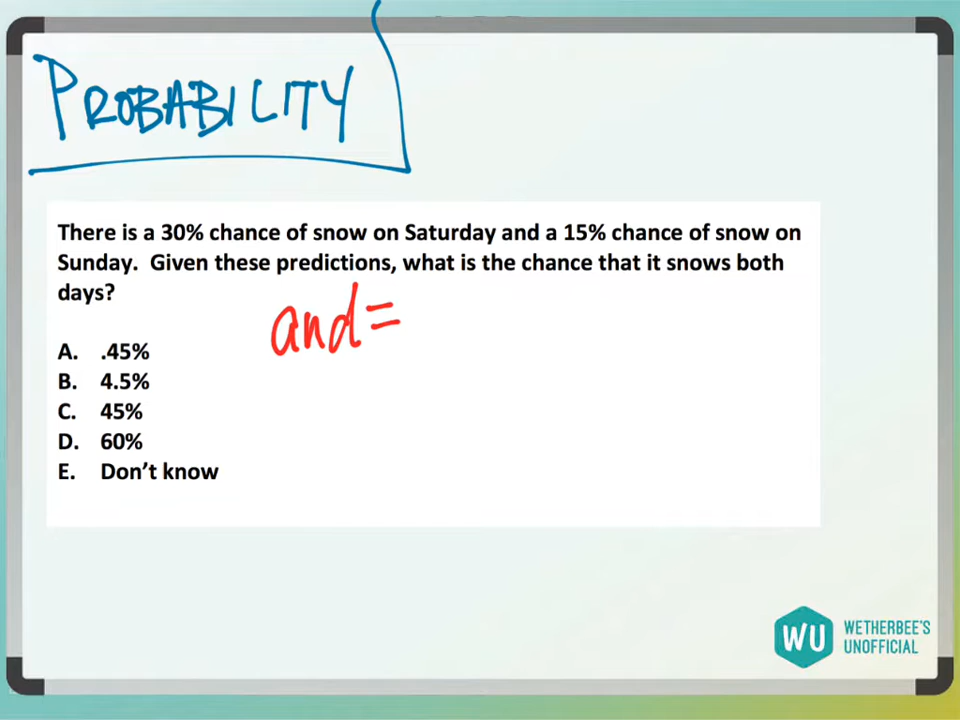 PROBABILITY
There is a 30% chance of snow on Saturday and a 15% chance of snow on
Sunday. Given these predictions, what is the chance that it snows both
days?
and=
A. .45%
B. 4.5%
C. 45%
D. 60%
E. Don't know
WU WETHERBEE'S
UNOFFICIAL